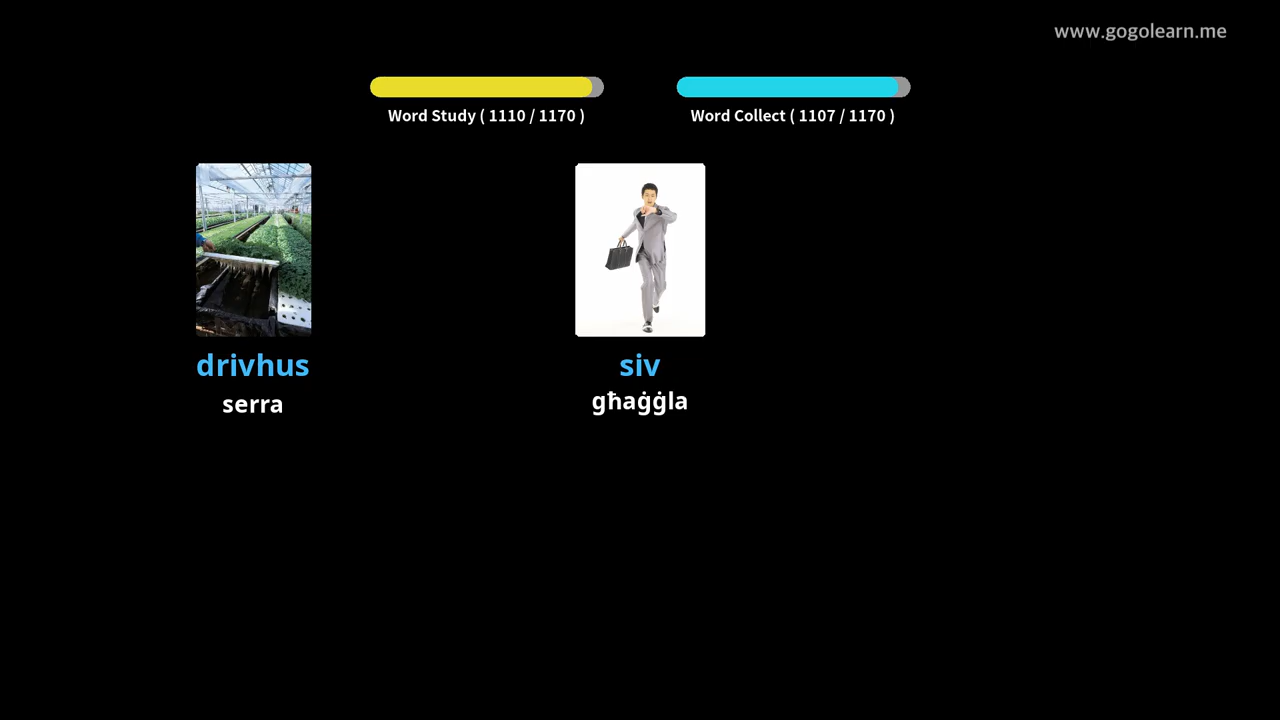 www.gogolearn.me
Word Study ( 1110 / 1170 )
Word Collect ( 1107 / 1170 )
drivhus
serra
siv
għaġġla